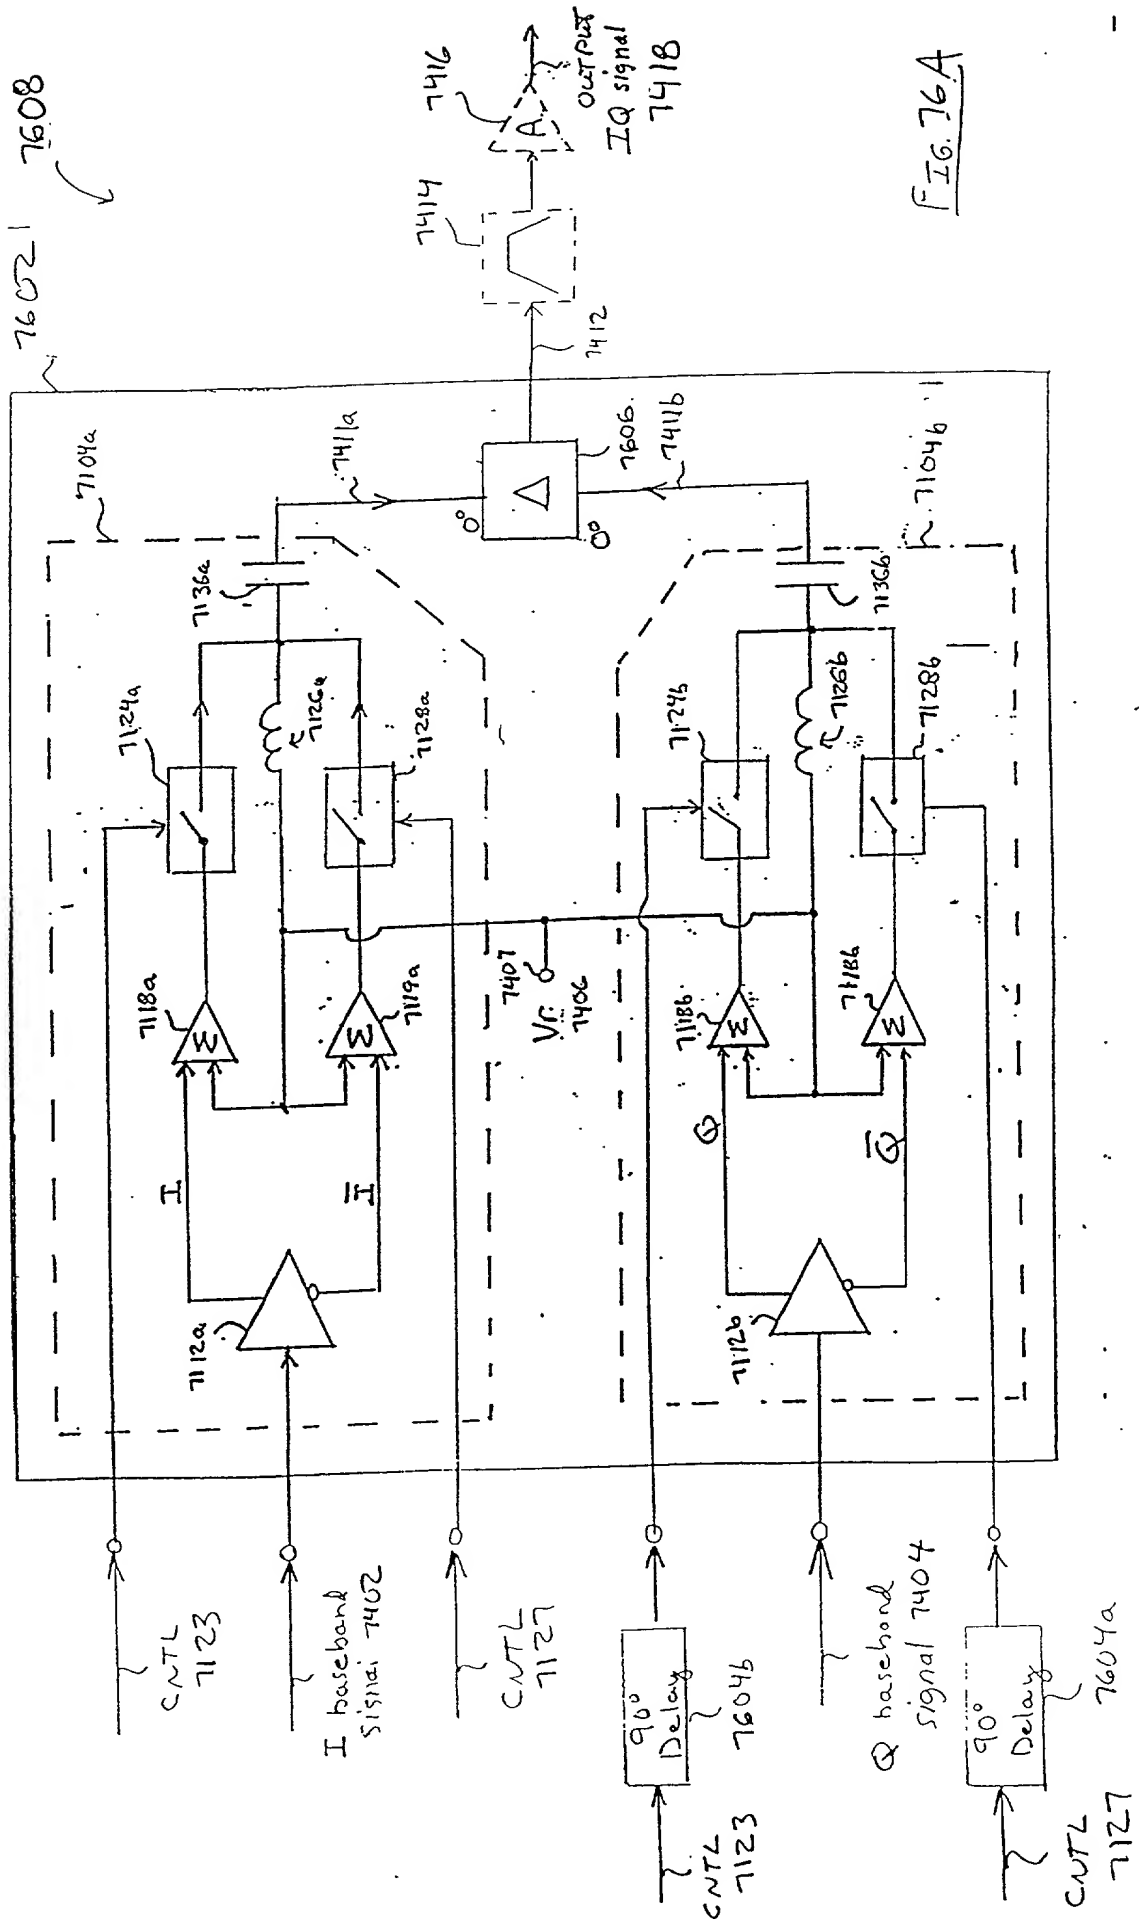 FIG. 76A
7608
76021
7104a
7124a
7136a
7118a
I
7126a
7411a
7112a
7119a
7128a
I̅
0°
Δ
0°
7606
7411b
7412
7414
A
7416
OUTPUT
IQ signal
7418
7407
Vr
7406
CNTL
7123
I baseband
signal 7402
CNTL
7127
Σ
Σ
7104b
7124b
7136b
7118b
Q
7126b
7112b
7118b
7128b
Q̅
Σ
Σ
CNTL
7123
90°
Delay
7604b
Q baseband
signal 7404
CNTL
7127
90°
Delay
7604a